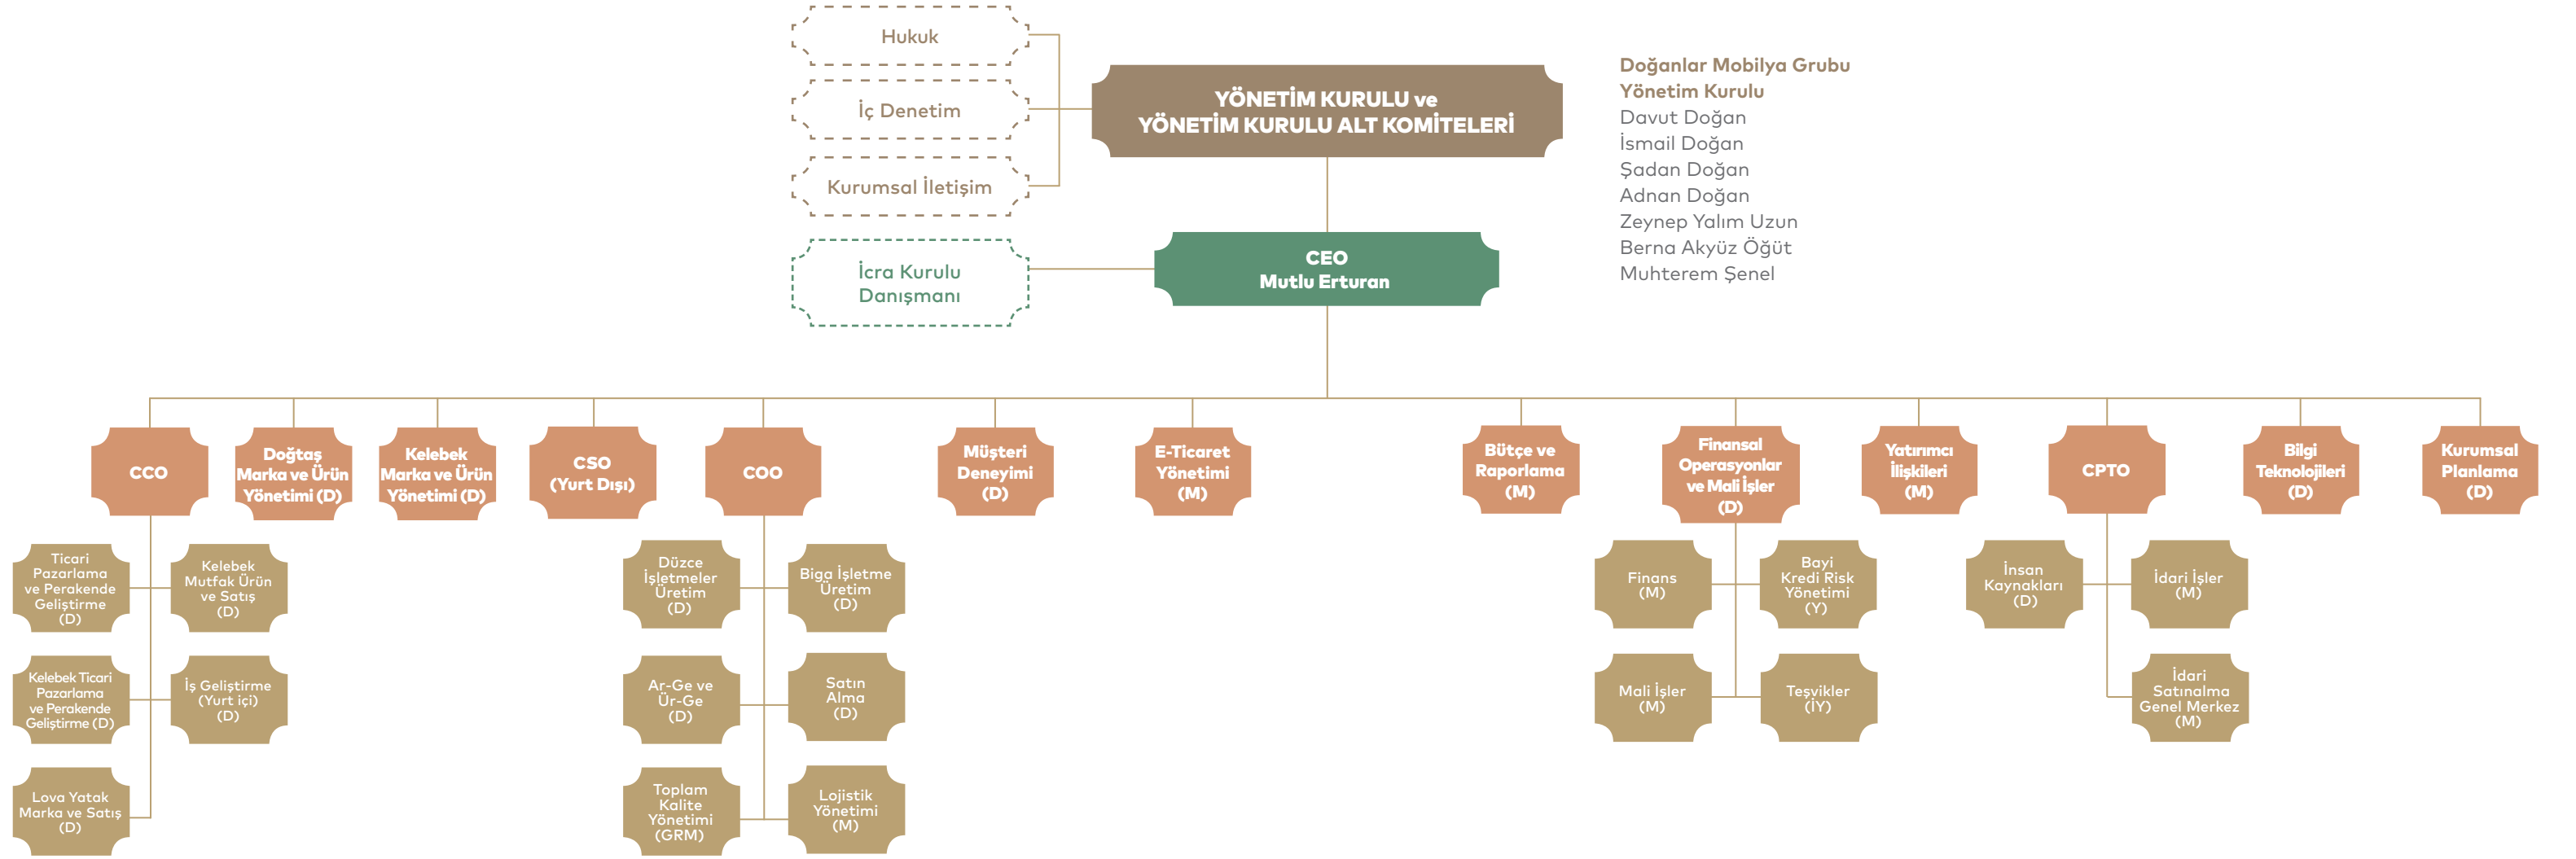 Hukuk
İç Denetim
Kurumsal İletişim
YÖNETİM KURULU ve
YÖNETİM KURULU ALT KOMİTELERİ
Doğanlar Mobilya Grubu
Yönetim Kurulu
Davut Doğan
İsmail Doğan
Şadan Doğan
Adnan Doğan
Zeynep Yalım Uzun
Berna Akyüz Öğüt
Muhterem Şenel
İcra Kurulu
Danışmanı
CEO
Mutlu Erturan
CCO
Doğtaş
Marka ve Ürün
Yönetimi (D)
Kelebek
Marka ve Ürün
Yönetimi (D)
CSO
(Yurt Dışı)
COO
Müşteri
Deneyimi
(D)
E-Ticaret
Yönetimi
(M)
Bütçe ve
Raporlama
(M)
Finansal
Operasyonlar
ve Mali İşler
(D)
Yatırımcı
İlişkileri
(M)
CPTO
Bilgi
Teknolojileri
(D)
Kurumsal
Planlama
(D)
Ticari
Pazarlama
ve Perakende
Geliştirme
(D)
Kelebek
Mutfak Ürün
ve Satış
(D)
Kelebek Ticari
Pazarlama
ve Perakende
Geliştirme (D)
İş Geliştirme
(Yurt içi)
(D)
Lova Yatak
Marka ve Satış
(D)
Düzce
İşletmeler
Üretim
(D)
Biga İşletme
Üretim
(D)
Ar-Ge ve
Ür-Ge
(D)
Satın
Alma
(D)
Toplam
Kalite
Yönetimi
(GRM)
Lojistik
Yönetimi
(M)
Finans
(M)
Bayi
Kredi Risk
Yönetimi
(Y)
Mali İşler
(M)
Teşvikler
(İY)
İnsan
Kaynakları
(D)
İdari İşler
(M)
İdari
Satınalma
Genel Merkez
(M)